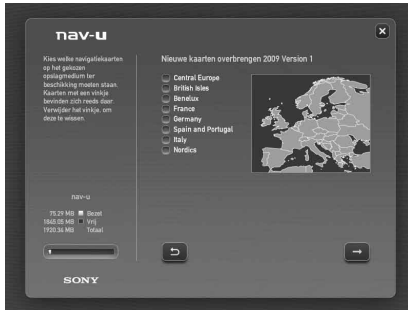 nav-u
Kies welke navigatiekaarten
op het gekozen
opslagmedium ter
beschikking moeten staan.
Kaarten met een vinkje
bevinden zich reeds daar.
Verwijder het vinkje, om
deze te wissen
Nieuwe kaarten overbrengen 2009 Version 1
Central Europe
British Isles
Benelux
France
Germany
Spain and Portugal
Italy
Nordics
nav-u
75.29 MB Bezet
1845.05 MB Vrij
1920.34 MB Totaal
SONY